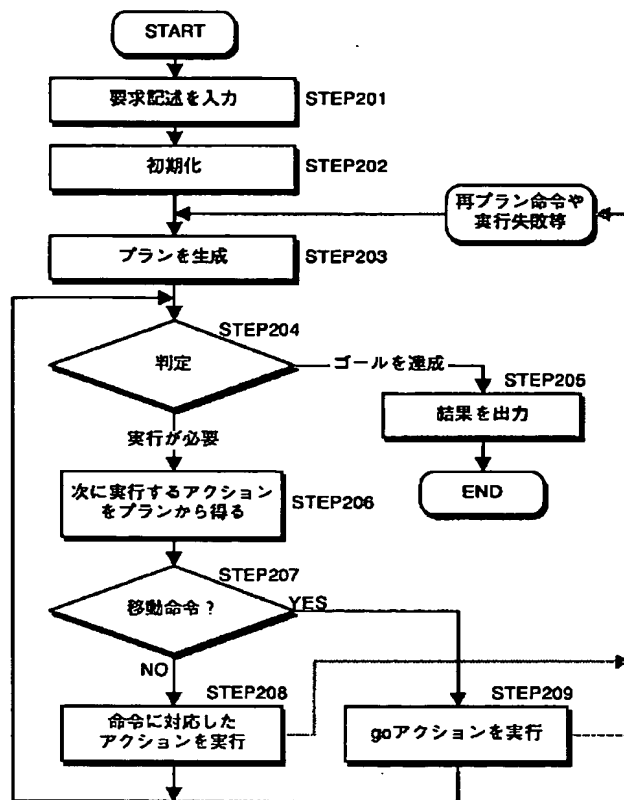 START
要求記述を入力
STEP201
初期化
STEP202
再プラン命令や
実行失敗等
プランを生成
STEP203
STEP204
判定
ゴールを達成
STEP205
結果を出力
実行が必要
END
次に実行するアクション
をプランから得る
STEP206
STEP207
移動命令？
YES
NO
STEP208
STEP209
命令に対応した
アクションを実行
goアクションを実行